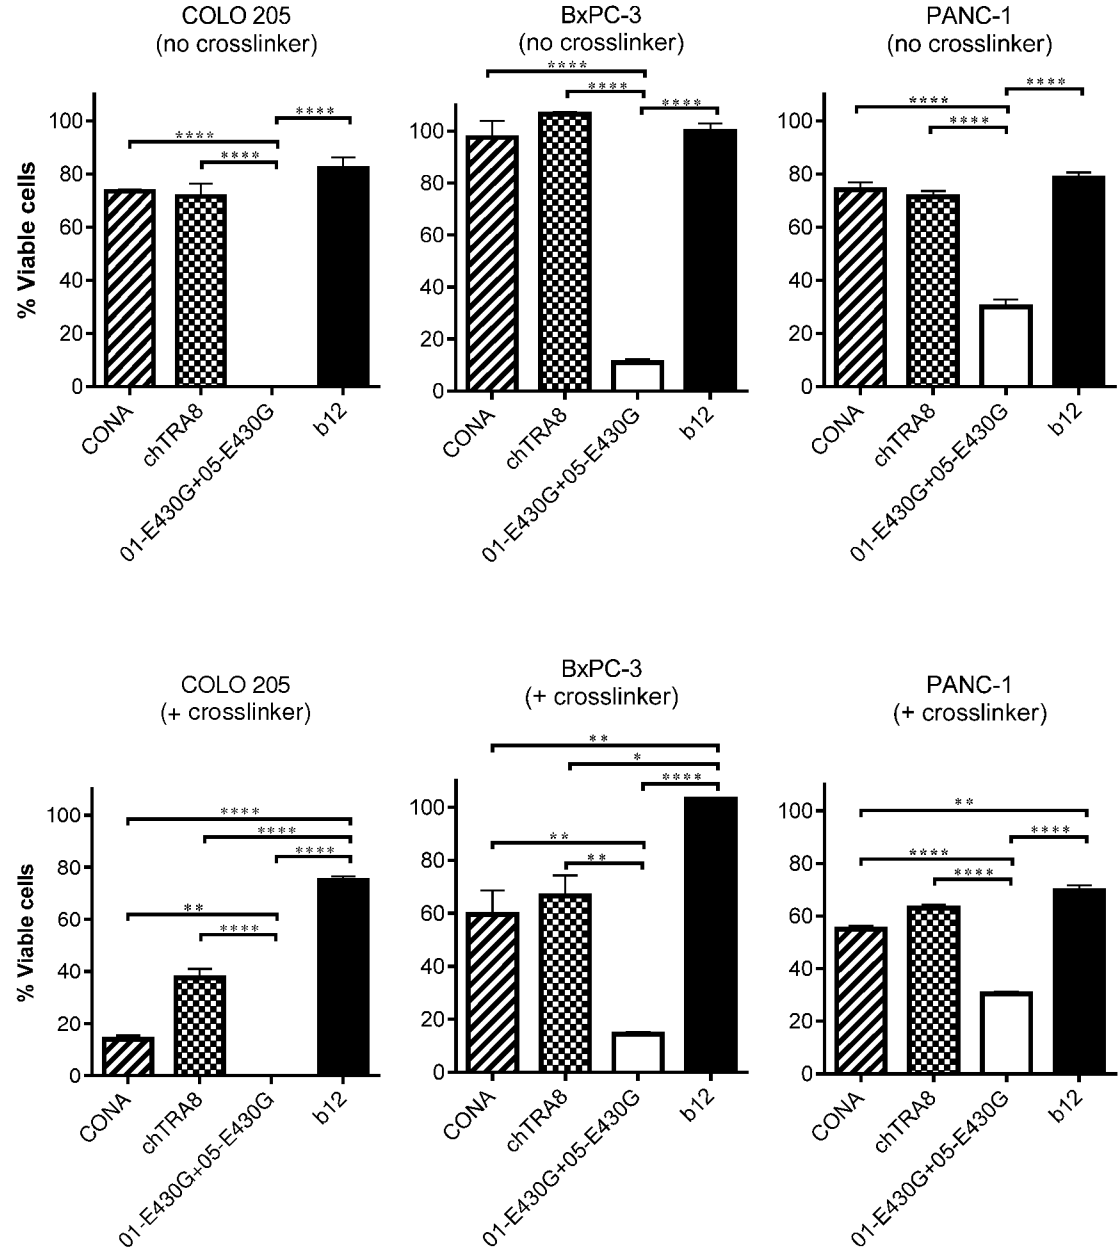 COLO 205
(no crosslinker)
BxPC-3
(no crosslinker)
PANC-1
(no crosslinker)
% Viable cells
100
80
60
40
20
0
****
****
****
CONA
chTRA8
01-E430G+05-E430G
b12
100
80
60
40
20
0
****
****
****
CONA
chTRA8
01-E430G+05-E430G
b12
100
80
60
40
20
0
****
****
****
CONA
chTRA8
01-E430G+05-E430G
b12
COLO 205
(+ crosslinker)
BxPC-3
(+ crosslinker)
PANC-1
(+ crosslinker)
% Viable cells
100
80
60
40
20
0
****
****
****
**
****
CONA
chTRA8
01-E430G+05-E430G
b12
100
80
60
40
20
0
**
*
****
**
**
CONA
chTRA8
01-E430G+05-E430G
b12
100
80
60
40
20
0
**
****
****
****
CONA
chTRA8
01-E430G+05-E430G
b12